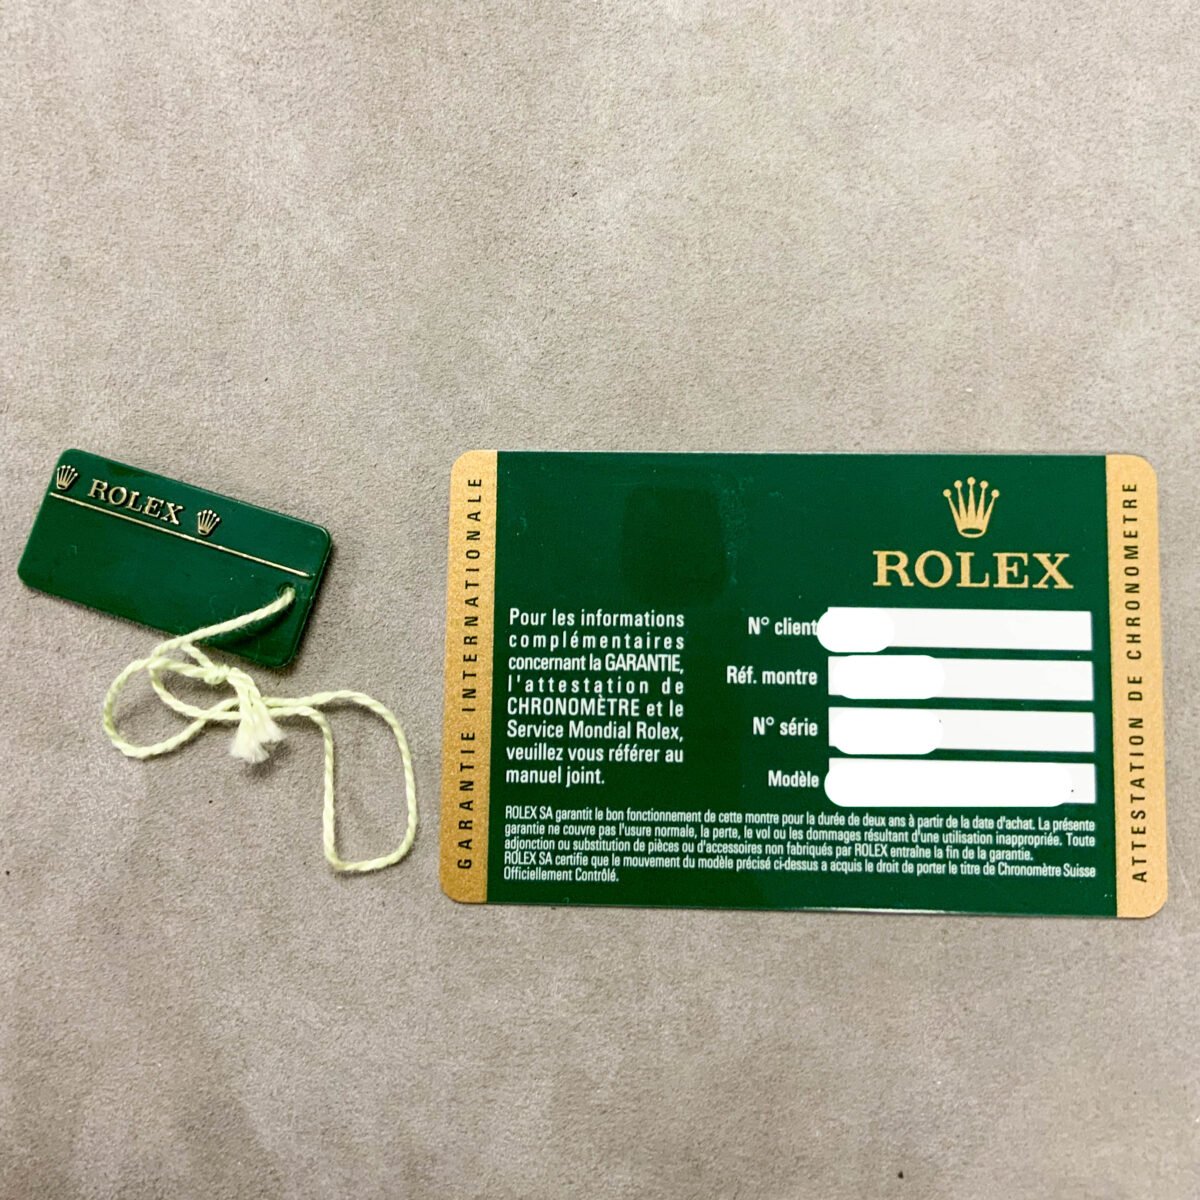 ROLEX
GARANTIE INTERNATIONALE
ROLEX
Pour les informations
complémentaires
concernant la GARANTIE,
l'attestation de
CHRONOMÈTRE et le
Service Mondial Rolex,
veuillez vous référer au
manuel joint.
N° client
Réf. montre
N° série
Modèle
ROLEX SA garantit le bon fonctionnement de cette montre pour la durée de deux ans à partir de la date d'achat. La présente
garantie ne couvre pas l'usure normale, la perte, le vol ou les dommages résultant d'une utilisation inappropriée. Toute
adjonction ou substitution de pièces ou d'accessoires non fabriqués par ROLEX entraîne la fin de la garantie.
ROLEX SA certifie que le mouvement du modèle précisé ci-dessus a acquis le droit de porter le titre de Chronomètre Suisse
Officiellement Contrôlé.
ATTESTATION DE CHRONOMETRE